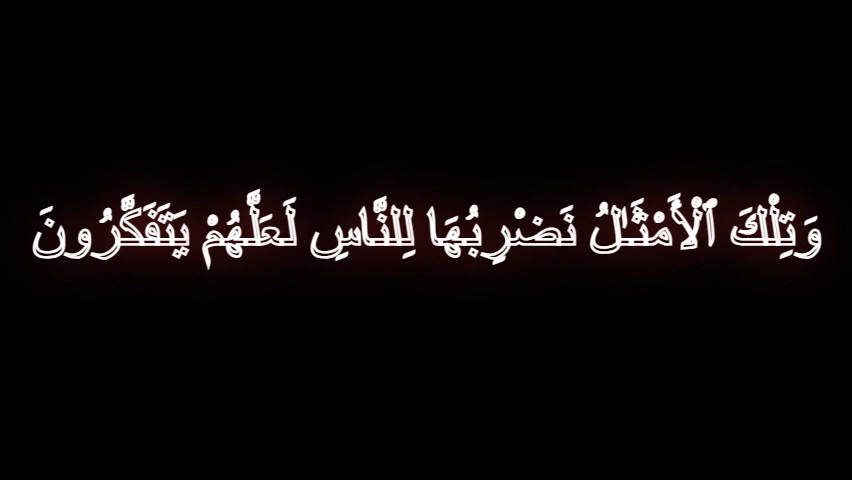 وَتِلْكَ ٱلْأَمْثَـٰلُ نَضْرِبُهَا لِلنَّاسِ لَعَلَّهُمْ يَتَفَكَّرُونَ